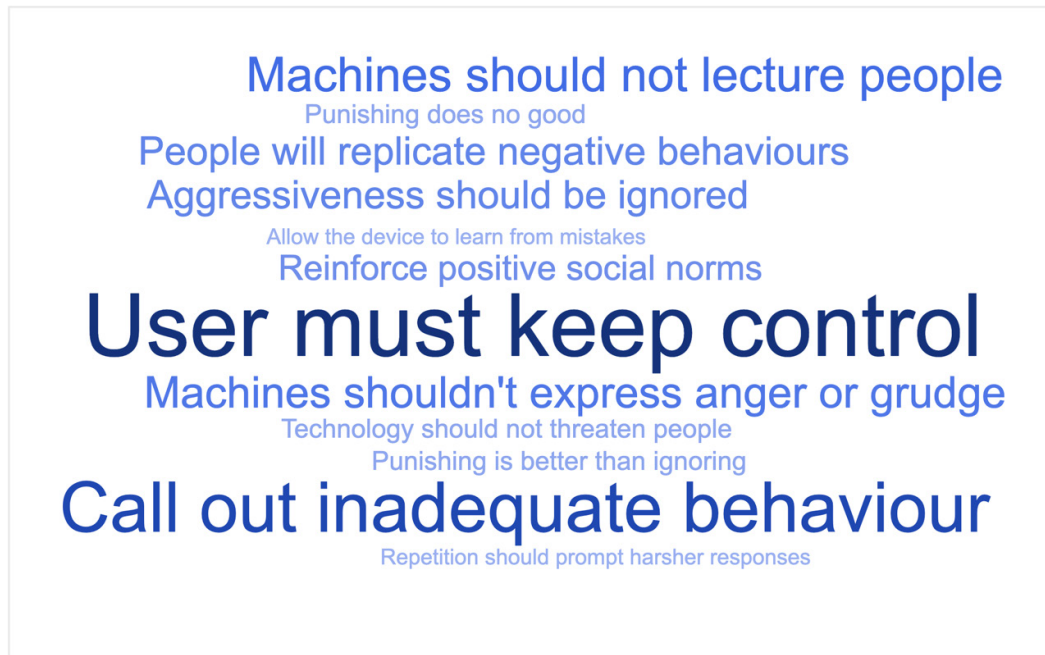 Machines should not lecture people
Punishing does no good
People will replicate negative behaviours
Aggressiveness should be ignored
Allow the device to learn from mistakes
Reinforce positive social norms
User must keep control
Machines shouldn't express anger or grudge
Technology should not threaten people
Punishing is better than ignoring
Call out inadequate behaviour
Repetition should prompt harsher responses